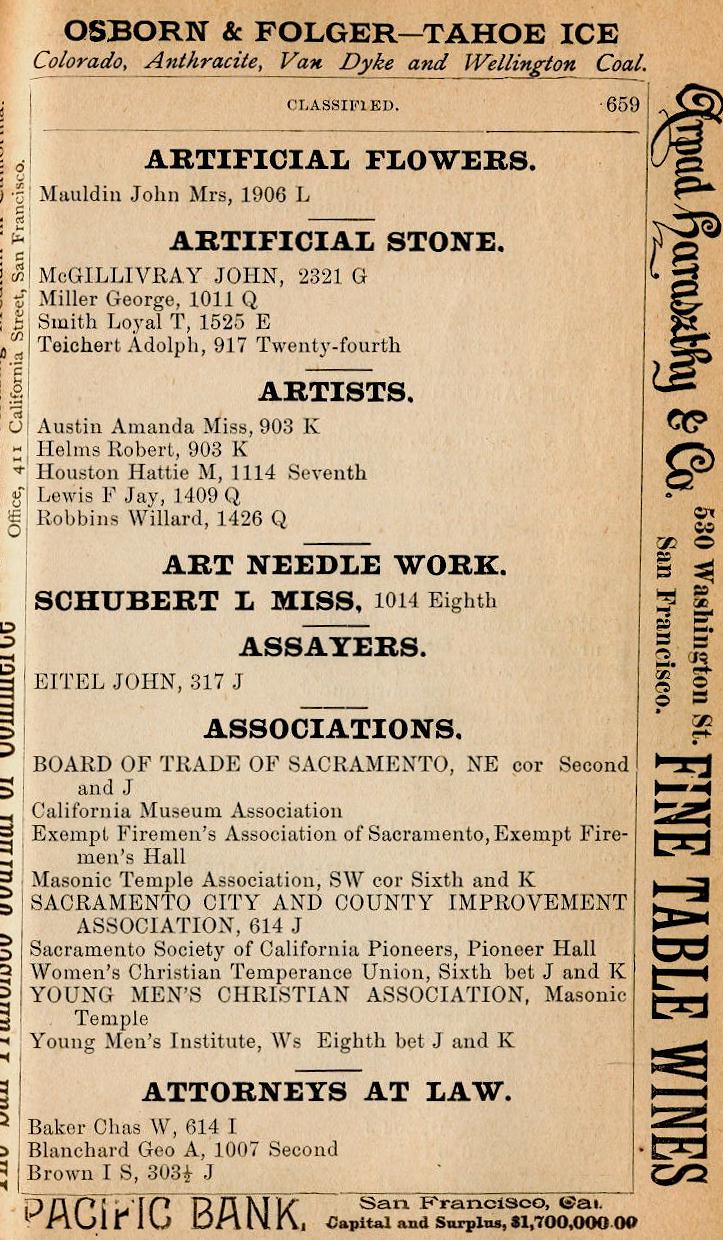 OSBORN & FOLGER—TAHOE ICE
Colorado, Anthracite, Van Dyke and Wellington Coal.
CLASSIFIED. 659
ARTIFICIAL FLOWERS.
Mauldin John Mrs, 1906 L
ARTIFICIAL STONE.
McGILLIVRAY JOHN, 2321 G
Miller George, 1011 Q
Smith Loyal T, 1525 E
Teichert Adolph, 917 Twenty-fourth
ARTISTS.
Austin Amanda Miss, 903 K
Helms Robert, 903 K
Houston Hattie M, 1114 Seventh
Lewis F Jay, 1409 Q
Robbins Willard, 1426 Q
ART NEEDLE WORK.
SCHUBERT L MISS, 1014 Eighth
ASSAYERS.
EITEL JOHN, 317 J
ASSOCIATIONS.
BOARD OF TRADE OF SACRAMENTO, NE cor Second
and J
California Museum Association
Exempt Firemen's Association of Sacramento, Exempt Fire-
men's Hall
Masonic Temple Association, SW cor Sixth and K
SACRAMENTO CITY AND COUNTY IMPROVEMENT
ASSOCIATION, 614 J
Sacramento Society of California Pioneers, Pioneer Hall
Women's Christian Temperance Union, Sixth bet J and K
YOUNG MEN'S CHRISTIAN ASSOCIATION, Masonic
Temple
Young Men's Institute, Ws Eighth bet J and K
ATTORNEYS AT LAW.
Baker Chas W, 614 I
Blanchard Geo A, 1007 Second
Brown I S, 303½ J
PACIFIC BANK, San Francisco, Cal.
Capital and Surplus, $1,700,000.00
Arpad Haraszthy & Co. 530 Washington St.
San Francisco.
FINE TABLE WINES
Office, 411 California Street, San Francisco.
The San Francisco Journal of Commerce